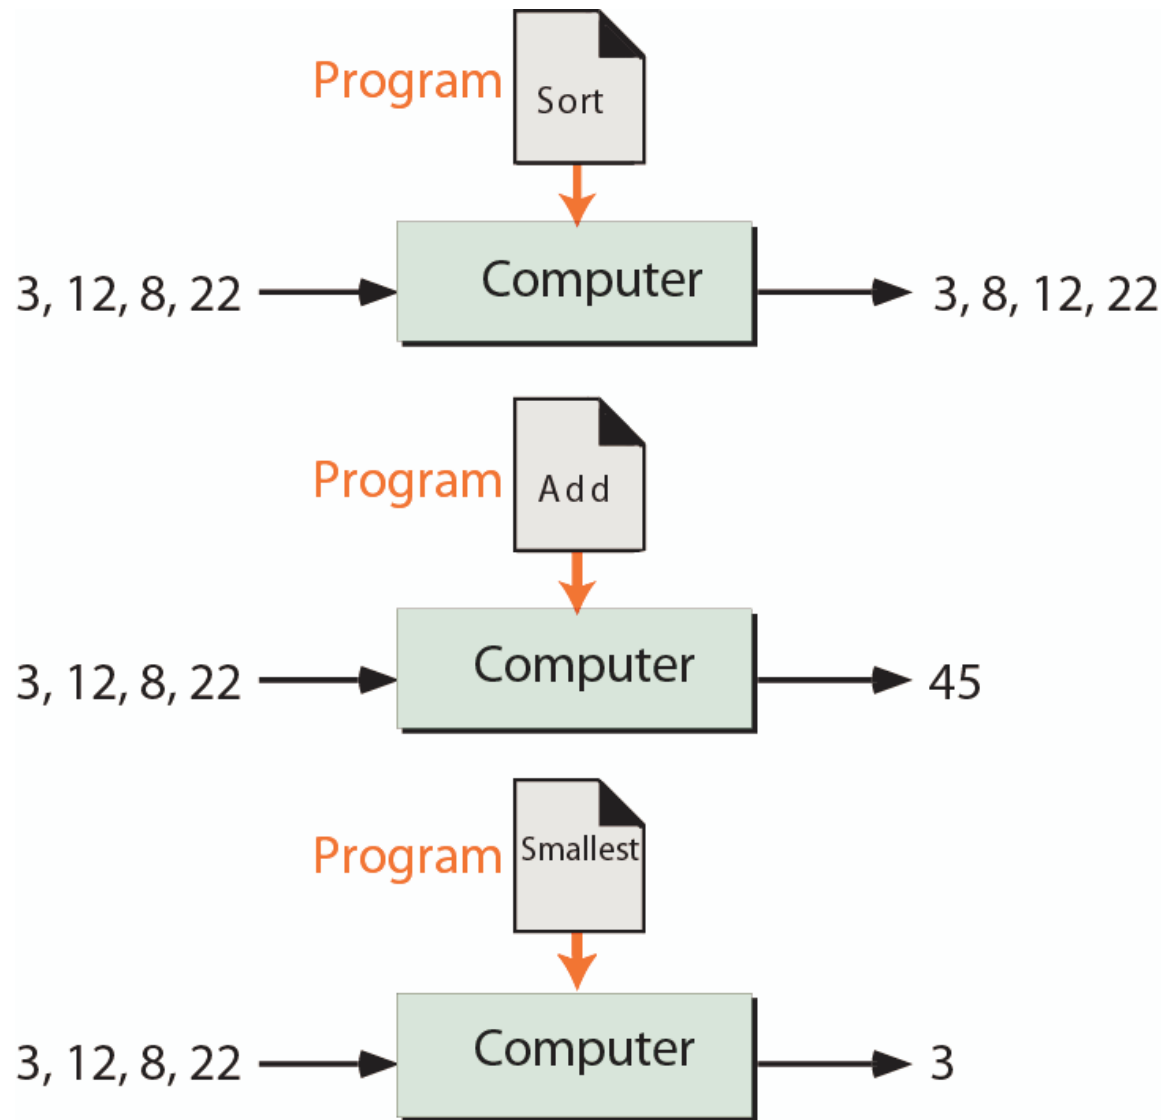 Program
Sort
Computer
3, 12, 8, 22
3, 8, 12, 22
Program
Add
Computer
3, 12, 8, 22
45
Program
Smallest
Computer
3, 12, 8, 22
3